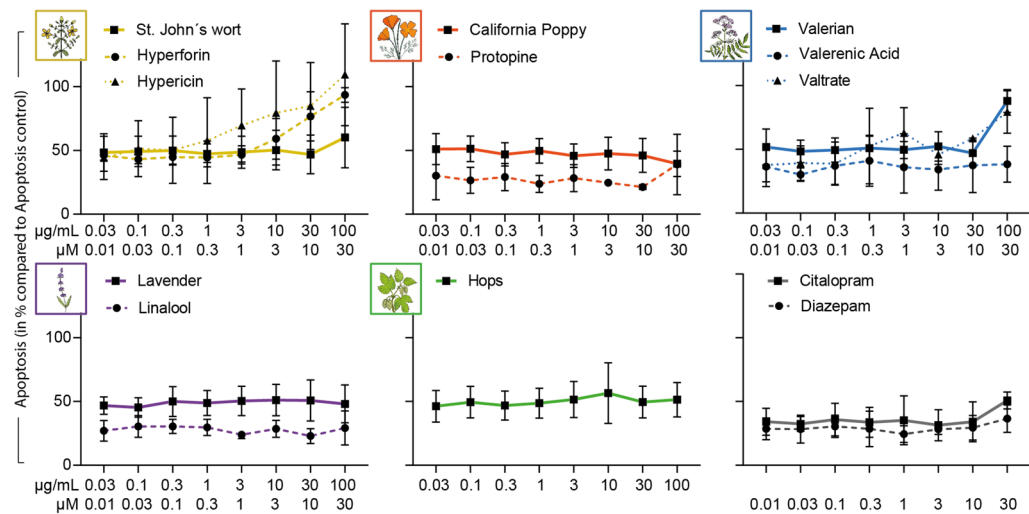 Apoptosis (in % compared to Apoptosis control)
St. John´s wort
Hyperforin
Hypericin
100
50
0
µg/mL 0.03 0.1 0.3 1 3 10 30 100
µM 0.01 0.03 0.1 0.3 1 3 10 30
California Poppy
Protopine
0.03 0.1 0.3 1 3 10 30 100
0.01 0.03 0.1 0.3 1 3 10 30
Valerian
Valerenic Acid
Valtrate
0.03 0.1 0.3 1 3 10 30 100
0.01 0.03 0.1 0.3 1 3 10 30
Lavender
Linalool
100
50
0
µg/mL 0.03 0.1 0.3 1 3 10 30 100
µM 0.01 0.03 0.1 0.3 1 3 10 30
Hops
0.03 0.1 0.3 1 3 10 30 100
Citalopram
Diazepam
0.01 0.03 0.1 0.3 1 3 10 30